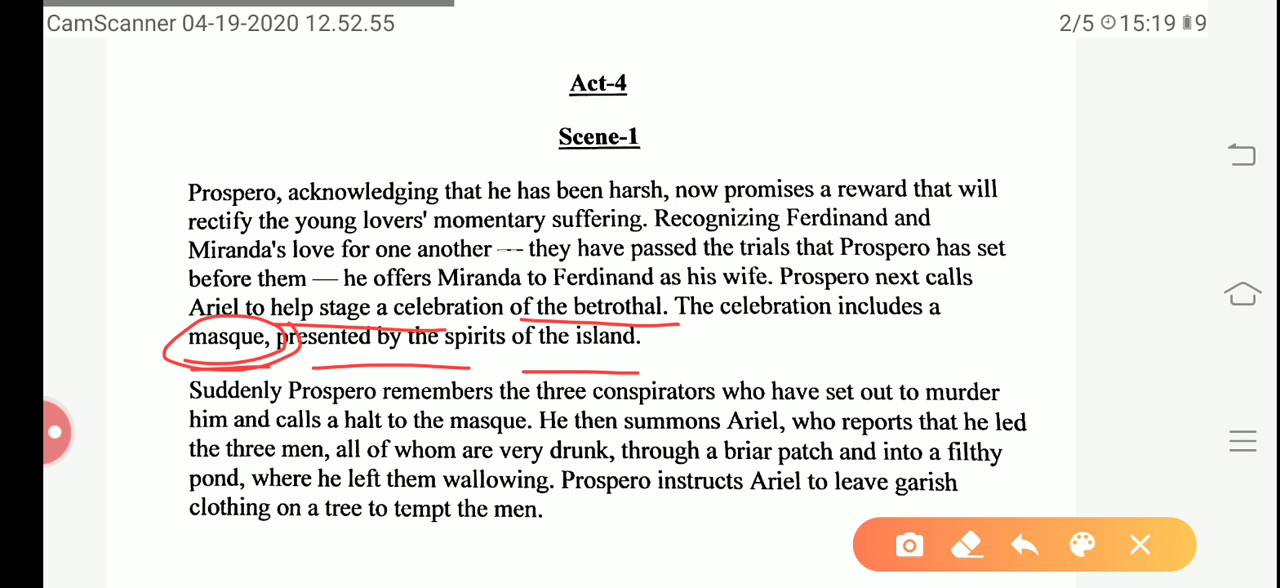 CamScanner 04-19-2020 12.52.55
2/5 15:19 9
Act-4
Scene-1
Prospero, acknowledging that he has been harsh, now promises a reward that will
rectify the young lovers' momentary suffering. Recognizing Ferdinand and
Miranda's love for one another — they have passed the trials that Prospero has set
before them — he offers Miranda to Ferdinand as his wife. Prospero next calls
Ariel to help stage a celebration of the betrothal. The celebration includes a
masque, presented by the spirits of the island.
Suddenly Prospero remembers the three conspirators who have set out to murder
him and calls a halt to the masque. He then summons Ariel, who reports that he led
the three men, all of whom are very drunk, through a briar patch and into a filthy
pond, where he left them wallowing. Prospero instructs Ariel to leave garish
clothing on a tree to tempt the men.